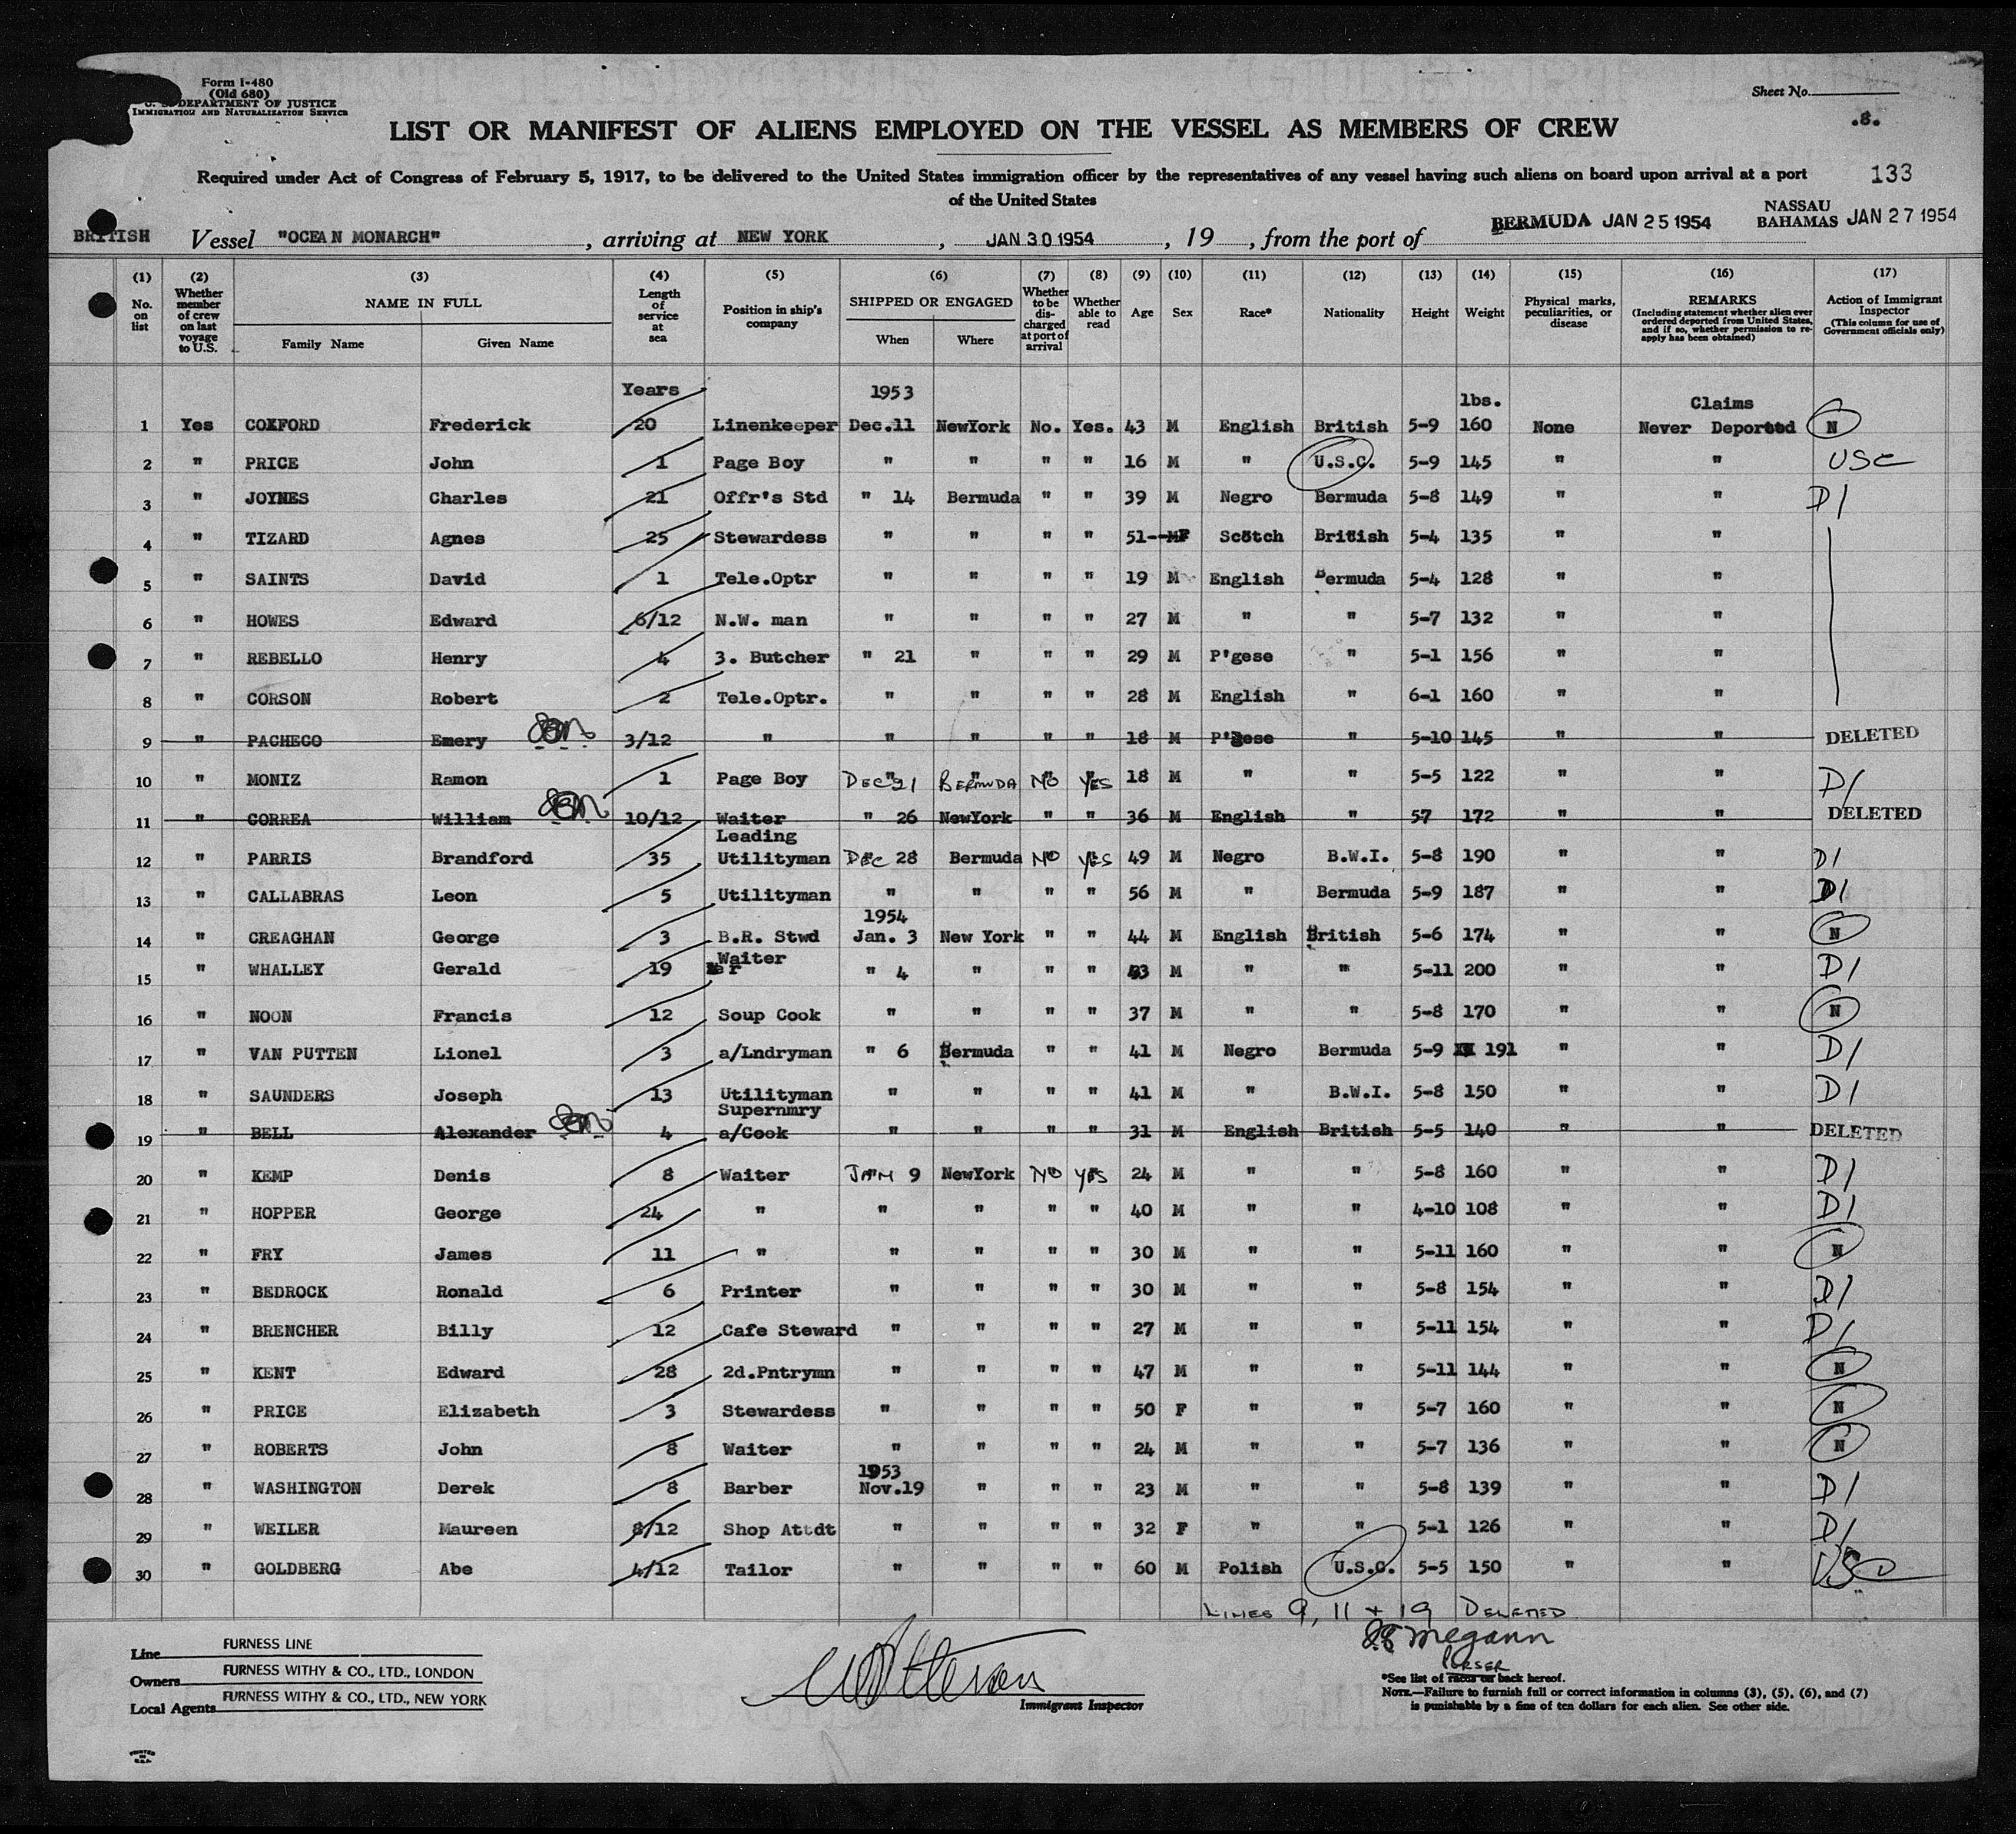 Form I-480
(Old 680)
U. S. DEPARTMENT OF JUSTICE
IMMIGRATION AND NATURALIZATION SERVICE
Sheet No.
.8.
LIST OR MANIFEST OF ALIENS EMPLOYED ON THE VESSEL AS MEMBERS OF CREW
Required under Act of Congress of February 5, 1917, to be delivered to the United States immigration officer by the representatives of any vessel having such aliens on board upon arrival at a port
of the United States
133
BRITISH Vessel "OCEAN MONARCH", arriving at NEW YORK, JAN 30 1954, 19 , from the port of BERMUDA JAN 25 1954 NASSAU BAHAMAS JAN 27 1954
(1) No. on list (2) Whether member of crew on last voyage to U.S. (3) NAME IN FULL Family Name Given Name (4) Length of service at sea (5) Position in ship's company (6) SHIPPED OR ENGAGED When Where (7) Whether to be discharged at port of arrival (8) Whether able to read (9) Age (10) Sex (11) Race* (12) Nationality (13) Height (14) Weight (15) Physical marks, peculiarities, or disease (16) REMARKS (Including statement whether alien ever ordered deported from United States, and if so, whether permission to re-apply has been obtained) (17) Action of Immigrant Inspector (This column for use of Government officials only)
Years 1953 lbs. Claims
1 Yes COXFORD Frederick 20 Linenkeeper Dec.11 NewYork No. Yes. 43 M English British 5-9 160 None Never Deported N
2 " PRICE John 1 Page Boy " " " " 16 M " U.S.C. 5-9 145 " " USC
3 " JOYNES Charles 21 Offr's Std " 14 Bermuda " " 39 M Negro Bermuda 5-8 149 " " D1
4 " TIZARD Agnes 25 Stewardess " " " " 51 F Scotch British 5-4 135 " "
5 " SAINTS David 1 Tele.Optr " " " " 19 M English Bermuda 5-4 128 " "
6 " HOWES Edward 6/12 N.W. man " " " " 27 M " " 5-7 132 " "
7 " REBELLO Henry 4 3. Butcher " 21 " " " 29 M P'gese " 5-1 156 " "
8 " CORSON Robert 2 Tele.Optr. " " " " 28 M English " 6-1 160 " "
9 " PACHECO Emery 3/12 " " " " " 18 M P'gese " 5-10 145 " " DELETED
10 " MONIZ Ramon 1 Page Boy DEC 21 BERMUDA NO YES 18 M " " 5-5 122 " " D1
11 " CORREA William 10/12 Waiter " 26 NewYork " " 36 M English " 57 172 " " DELETED
12 " PARRIS Brandford 35 Leading Utilityman DEC 28 Bermuda NO YES 49 M Negro B.W.I. 5-8 190 " " D1
13 " CALLABRAS Leon 5 Utilityman " " " " 56 M " Bermuda 5-9 187 " " D1
1954
14 " CREAGHAN George 3 B.R. Stwd Jan. 3 New York " " 44 M English British 5-6 174 " " N
15 " WHALLEY Gerald 19 Waiter " 4 " " " 3 M " " 5-11 200 " " D1
16 " NOON Francis 12 Soup Cook " " " " 37 M " " 5-8 170 " " N
17 " VAN PUTTEN Lionel 3 a/Lndryman " 6 Bermuda " " 41 M Negro Bermuda 5-9 191 " " D1
18 " SAUNDERS Joseph 13 Utilityman " " " " 41 M " B.W.I. 5-8 150 " " D1
19 " BELL Alexander 4 Supernmry a/Cook " " " " 31 M English British 5-5 140 " " DELETED
20 " KEMP Denis 8 Waiter JAN 9 NewYork NO YES 24 M " " 5-8 160 " " D1
21 " HOPPER George 24 " " " " " 40 M " " 4-10 108 " " D1
22 " FRY James 11 " " " " " 30 M " " 5-11 160 " " N
23 " BEDROCK Ronald 6 Printer " " " " 30 M " " 5-8 154 " " D1
24 " BRENCHER Billy 12 Cafe Steward " " " " 27 M " " 5-11 154 " " D1
25 " KENT Edward 28 2d.Pntrymn " " " " 47 M " " 5-11 144 " " N
26 " PRICE Elizabeth 3 Stewardess " " " " 50 F " " 5-7 160 " " N
27 " ROBERTS John 8 Waiter " " " " 24 M " " 5-7 136 " " N
1953
28 " WASHINGTON Derek 8 Barber Nov.19 " " " 23 M " " 5-8 139 " " D1
29 " WEILER Maureen 8/12 Shop Attdt " " " " 32 F " " 5-1 126 " " D1
30 " GOLDBERG Abe 4/12 Tailor " " " " 60 M Polish U.S.C. 5-5 150 " "
LINES 9, 11 + 19 DELETED
Megann
PURSER
Line FURNESS LINE
Owners FURNESS WITHY & CO., LTD., LONDON
Local Agents FURNESS WITHY & CO., LTD., NEW YORK
Immigrant Inspector
*See list of races on back hereof.
NOTE.—Failure to furnish full or correct information in columns (3), (5), (6), and (7)
is punishable by a fine of ten dollars for each alien. See other side.
PRINTED IN U.S.A.